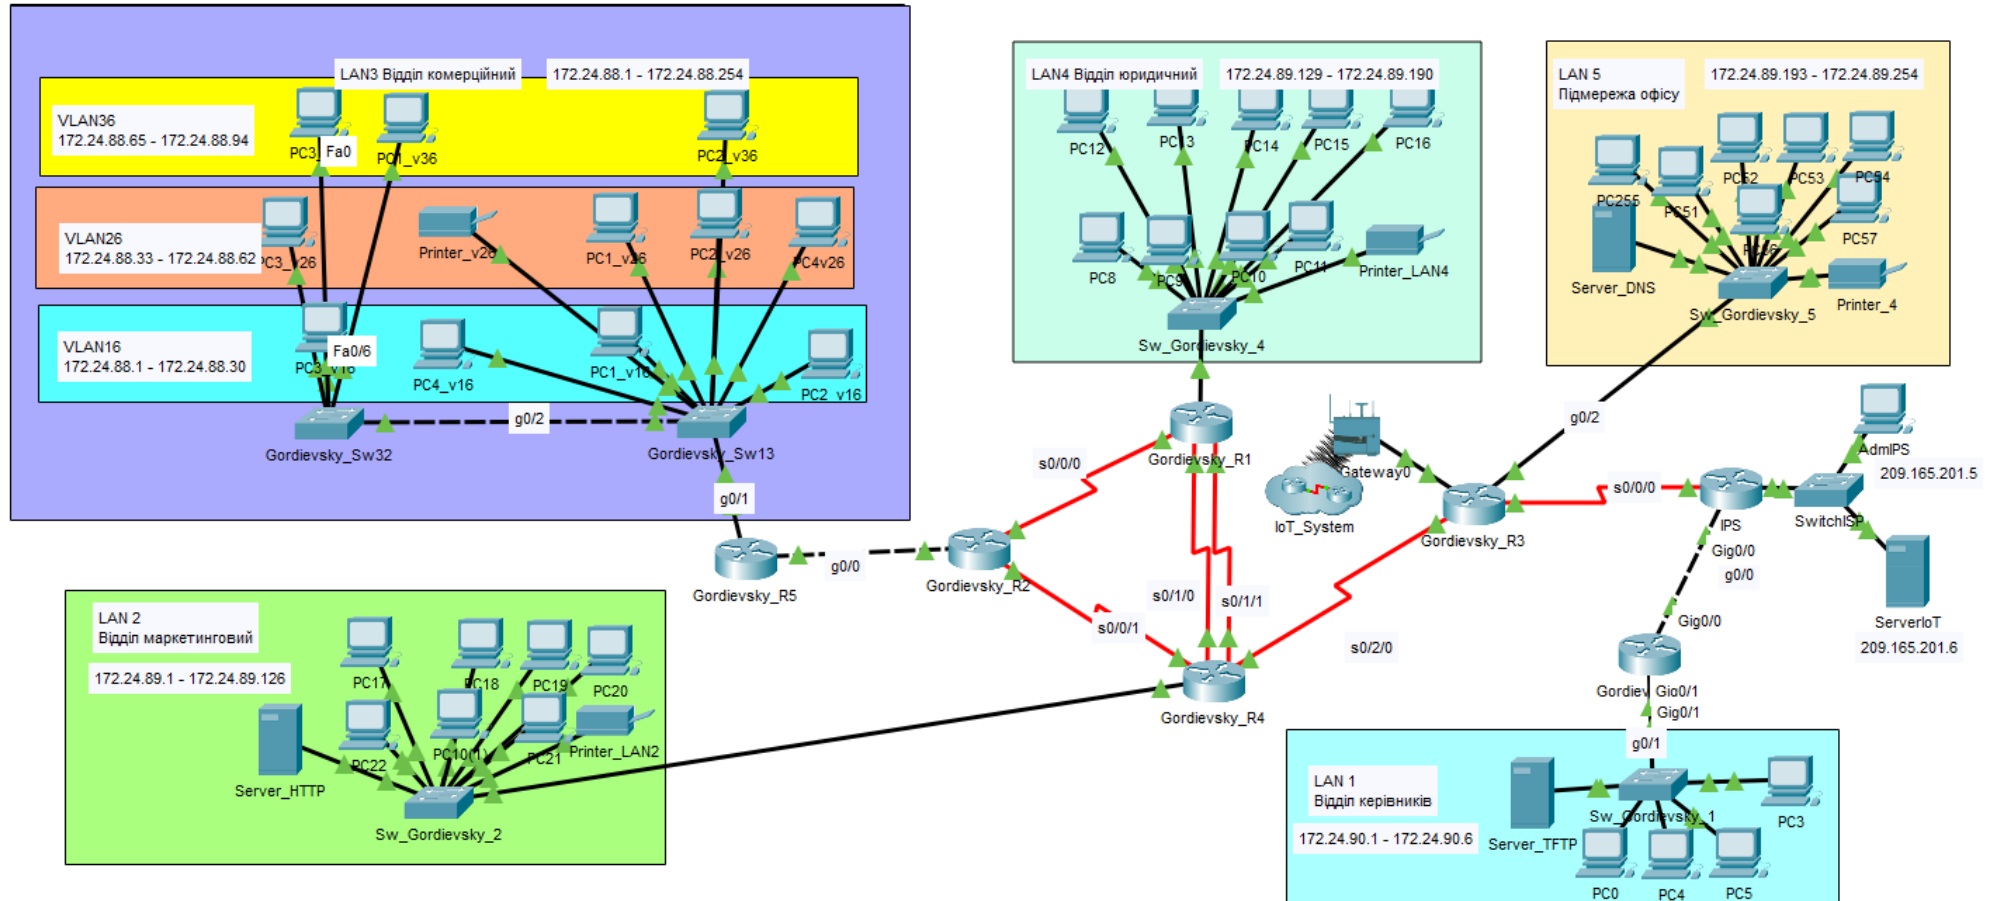 LAN3 Відділ комерційний
172.24.88.1 - 172.24.88.254
VLAN36
172.24.88.65 - 172.24.88.94
PC3_
Fa0
PC1_v36
PC2_v36
VLAN26
172.24.88.33 - 172.24.88.62
PC3_v26
Printer_v26
PC1_v26
PC2_v26
PC4v26
VLAN16
172.24.88.1 - 172.24.88.30
Fa0/6
PC3_v16
PC4_v16
PC1_v16
PC2_v16
g0/2
Gordievsky_Sw32
Gordievsky_Sw13
g0/1
Gordievsky_R5
g0/0
Gordievsky_R2
s0/0/0
s0/0/1
LAN4 Відділ юридичний
172.24.89.129 - 172.24.89.190
PC12
PC13
PC14
PC15
PC16
PC8
PC9
PC10
PC11
Printer_LAN4
Sw_Gordievsky_4
Gordievsky_R1
s0/1/0
s0/1/1
Gordievsky_R4
s0/2/0
LAN 5
Підмережа офісу
172.24.89.193 - 172.24.89.254
PC255
PC51
PC52
PC53
PC54
PC56
PC57
Server_DNS
Printer_4
Sw_Gordievsky_5
g0/2
Gateway0
IoT_System
Gordievsky_R3
s0/0/0
IPS
Gig0/0
g0/0
SwitchISP
AdmIPS
209.165.201.5
ServerIoT
209.165.201.6
Gig0/0
Gordiev
Gig0/1
Gig0/1
g0/1
LAN 2
Відділ маркетинговий
172.24.89.1 - 172.24.89.126
PC17
PC18
PC19
PC20
PC22
PC10(1)
PC21
Printer_LAN2
Server_HTTP
Sw_Gordievsky_2
LAN 1
Відділ керівників
172.24.90.1 - 172.24.90.6
Server_TFTP
Sw_Gordievsky_1
PC3
PC0
PC4
PC5